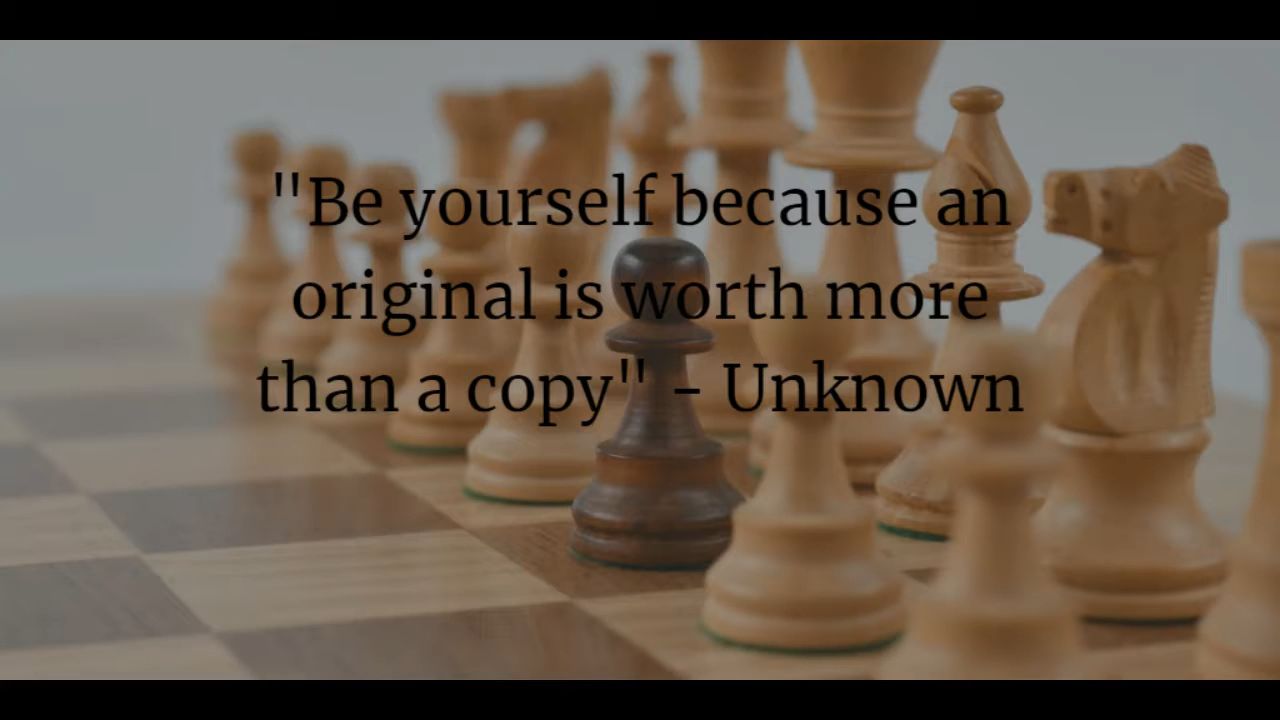 "Be yourself because an
original is worth more
than a copy" - Unknown